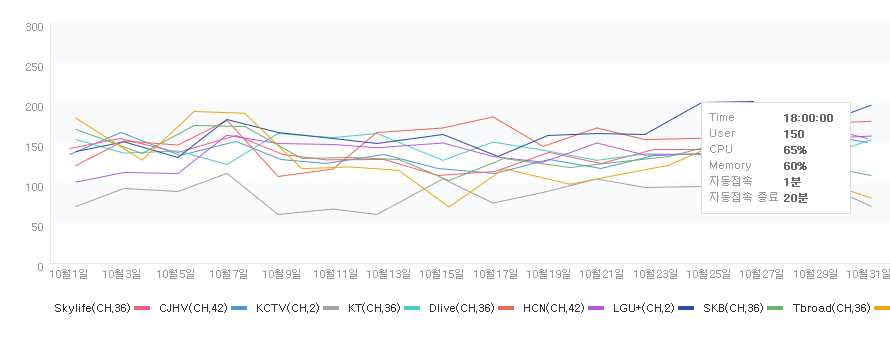 300
250
200
150
100
50
0
10월1일 10월3일 10월5일 10월7일 10월9일 10월11일 10월13일 10월15일 10월17일 10월19일 10월21일 10월23일 10월25일 10월27일 10월29일 10월31일
Time 18:00:00
User 150
CPU 65%
Memory 60%
자동접속 1분
자동접속 종료 20분
Skylife(CH,36) CJHV(CH,42) KCTV(CH,2) KT(CH,36) Dlive(CH,36) HCN(CH,42) LGU+(CH,2) SKB(CH,36) Tbroad(CH,36)